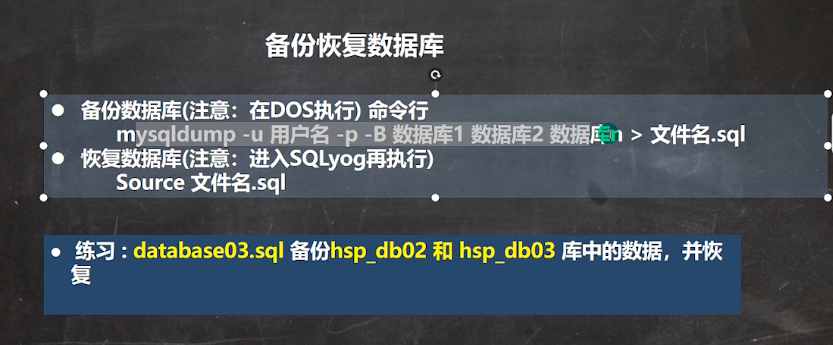 备份恢复数据库
● 备份数据库(注意：在DOS执行) 命令行
mysqldump -u 用户名 -p -B 数据库1 数据库2 数据库n > 文件名.sql
● 恢复数据库(注意：进入SQLyog再执行)
Source 文件名.sql
● 练习 : database03.sql 备份hsp_db02 和 hsp_db03 库中的数据，并恢
复